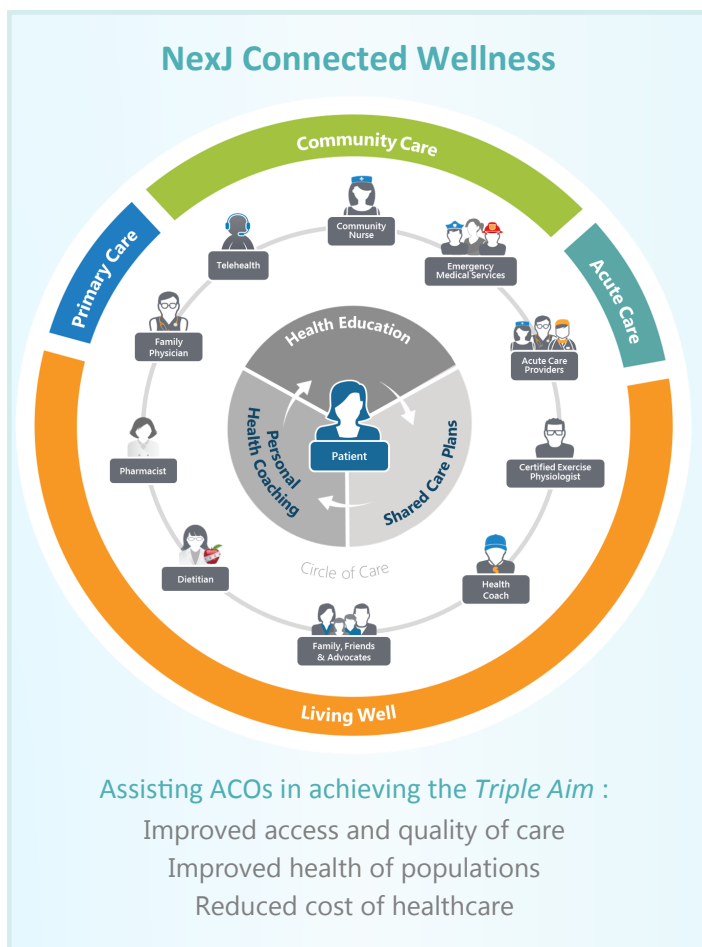 NexJ Connected Wellness
Community Care
Primary Care
Acute Care
Community
Nurse
Telehealth
Emergency
Medical Services
Family
Physician
Acute Care
Providers
Health Education
Personal
Health Coaching
Shared Care Plans
Patient
Pharmacist
Certified Exercise
Physiologist
Dietitian
Circle of Care
Health
Coach
Family, Friends
& Advocates
Living Well
Assisting ACOs in achieving the Triple Aim :
Improved access and quality of care
Improved health of populations
Reduced cost of healthcare